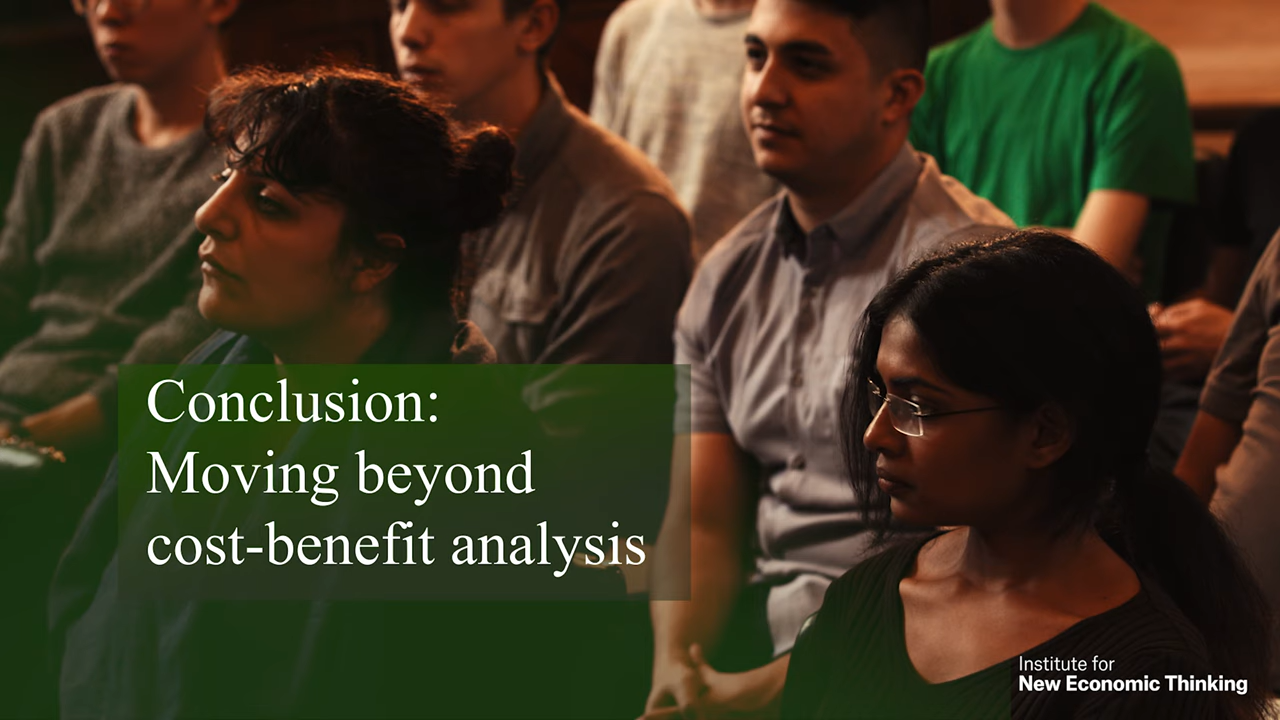 Conclusion:
Moving beyond
cost-benefit analysis
Institute for
New Economic Thinking